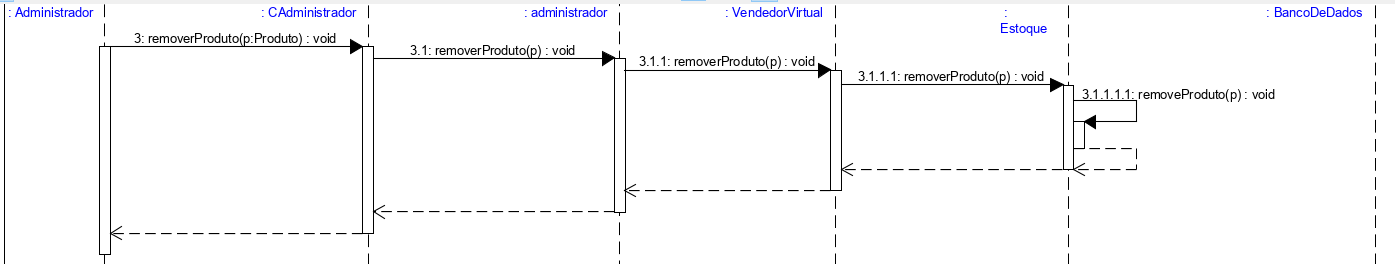 : Administrador
: CAdministrador
: administrador
: VendedorVirtual
:
Estoque
: BancoDeDados
3: removerProduto(p:Produto) : void
3.1: removerProduto(p) : void
3.1.1: removerProduto(p) : void
3.1.1.1: removerProduto(p) : void
3.1.1.1.1: removeProduto(p) : void